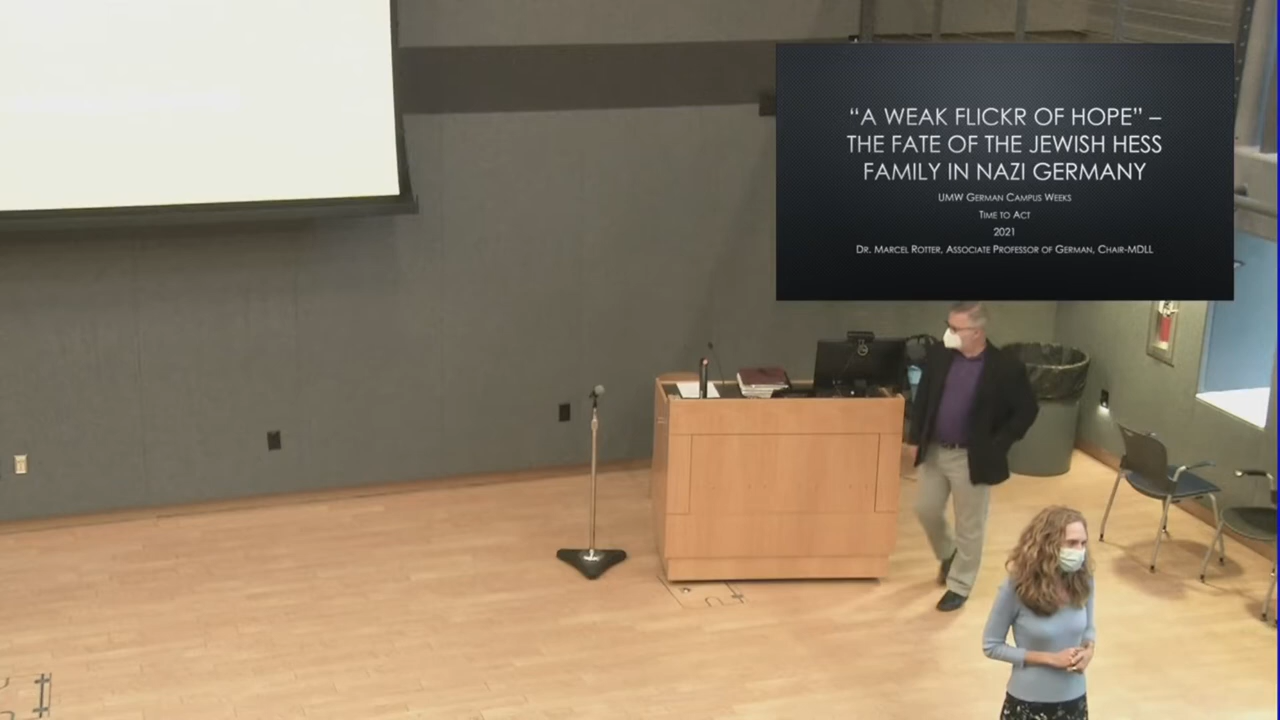 “A WEAK FLICKR OF HOPE” –
THE FATE OF THE JEWISH HESS
FAMILY IN NAZI GERMANY
UMW GERMAN CAMPUS WEEKS
TIME TO ACT
2021
DR. MARCEL ROTTER, ASSOCIATE PROFESSOR OF GERMAN, CHAIR-MDLL